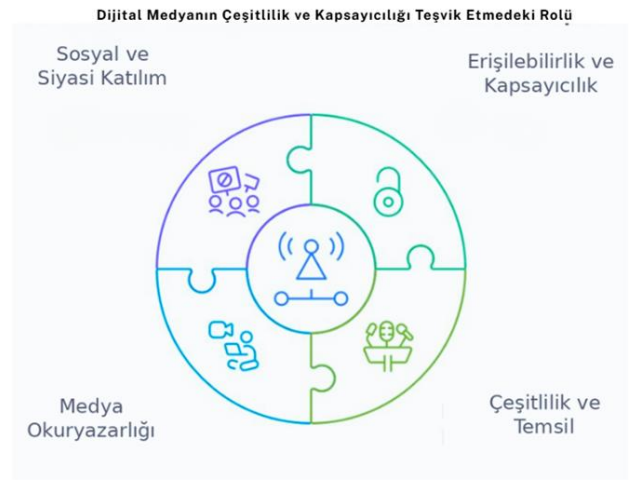 Dijital Medyanın Çeşitlilik ve Kapsayıcılığı Teşvik Etmedeki Rolü
Sosyal ve
Siyasi Katılım
Erişilebilirlik ve
Kapsayıcılık
Medya
Okuryazarlığı
Çeşitlilik ve
Temsil